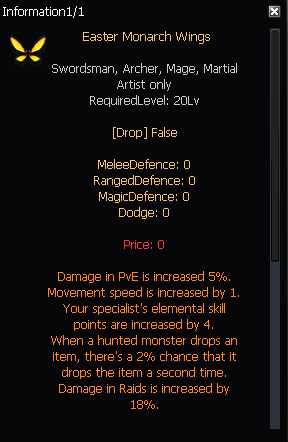 Information1/1
Easter Monarch Wings
Swordsman, Archer, Mage, Martial
Artist only
RequiredLevel: 20Lv
[Drop] False
MeleeDefence: 0
RangedDefence: 0
MagicDefence: 0
Dodge: 0
Price: 0
Damage in PvE is increased 5%.
Movement speed is increased by 1.
Your specialist's elemental skill
points are increased by 4.
When a hunted monster drops an
item, there's a 2% chance that it
drops the item a second time.
Damage in Raids is increased by
18%.